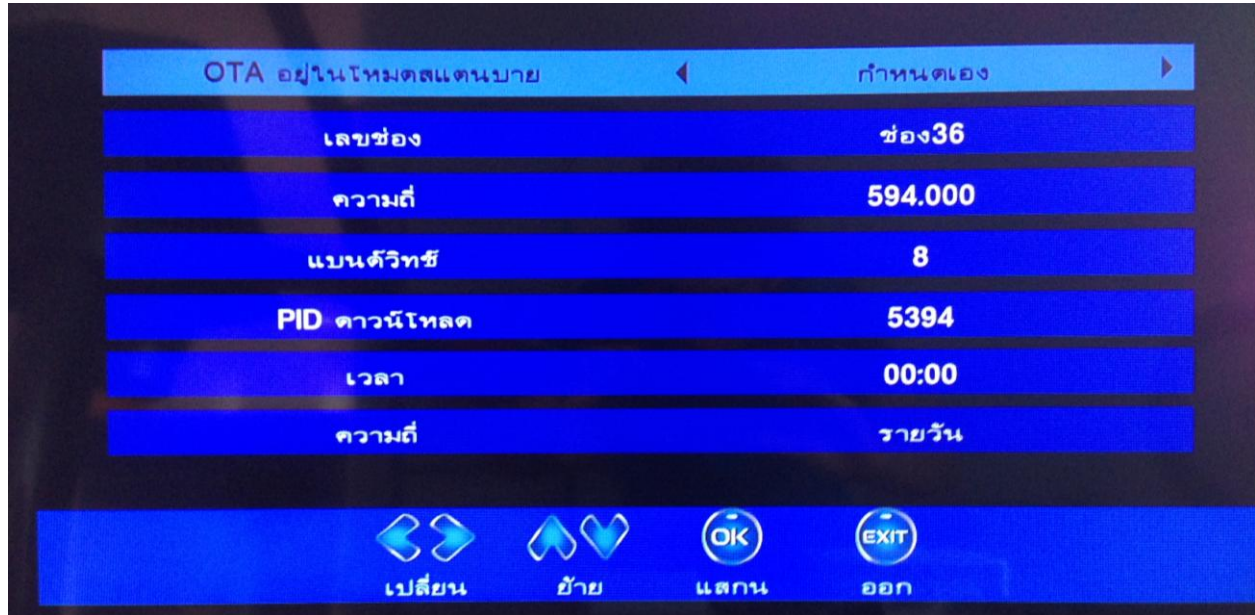 OTA อยู่ในโหมดสแตนบาย กำหนดเอง
เลขช่อง ช่อง36
ความถี่ 594.000
แบนด์วิทช์ 8
PID ดาวน์โหลด 5394
เวลา 00:00
ความถี่ รายวัน
OK EXIT
เปลี่ยน ย้าย แสกน ออก